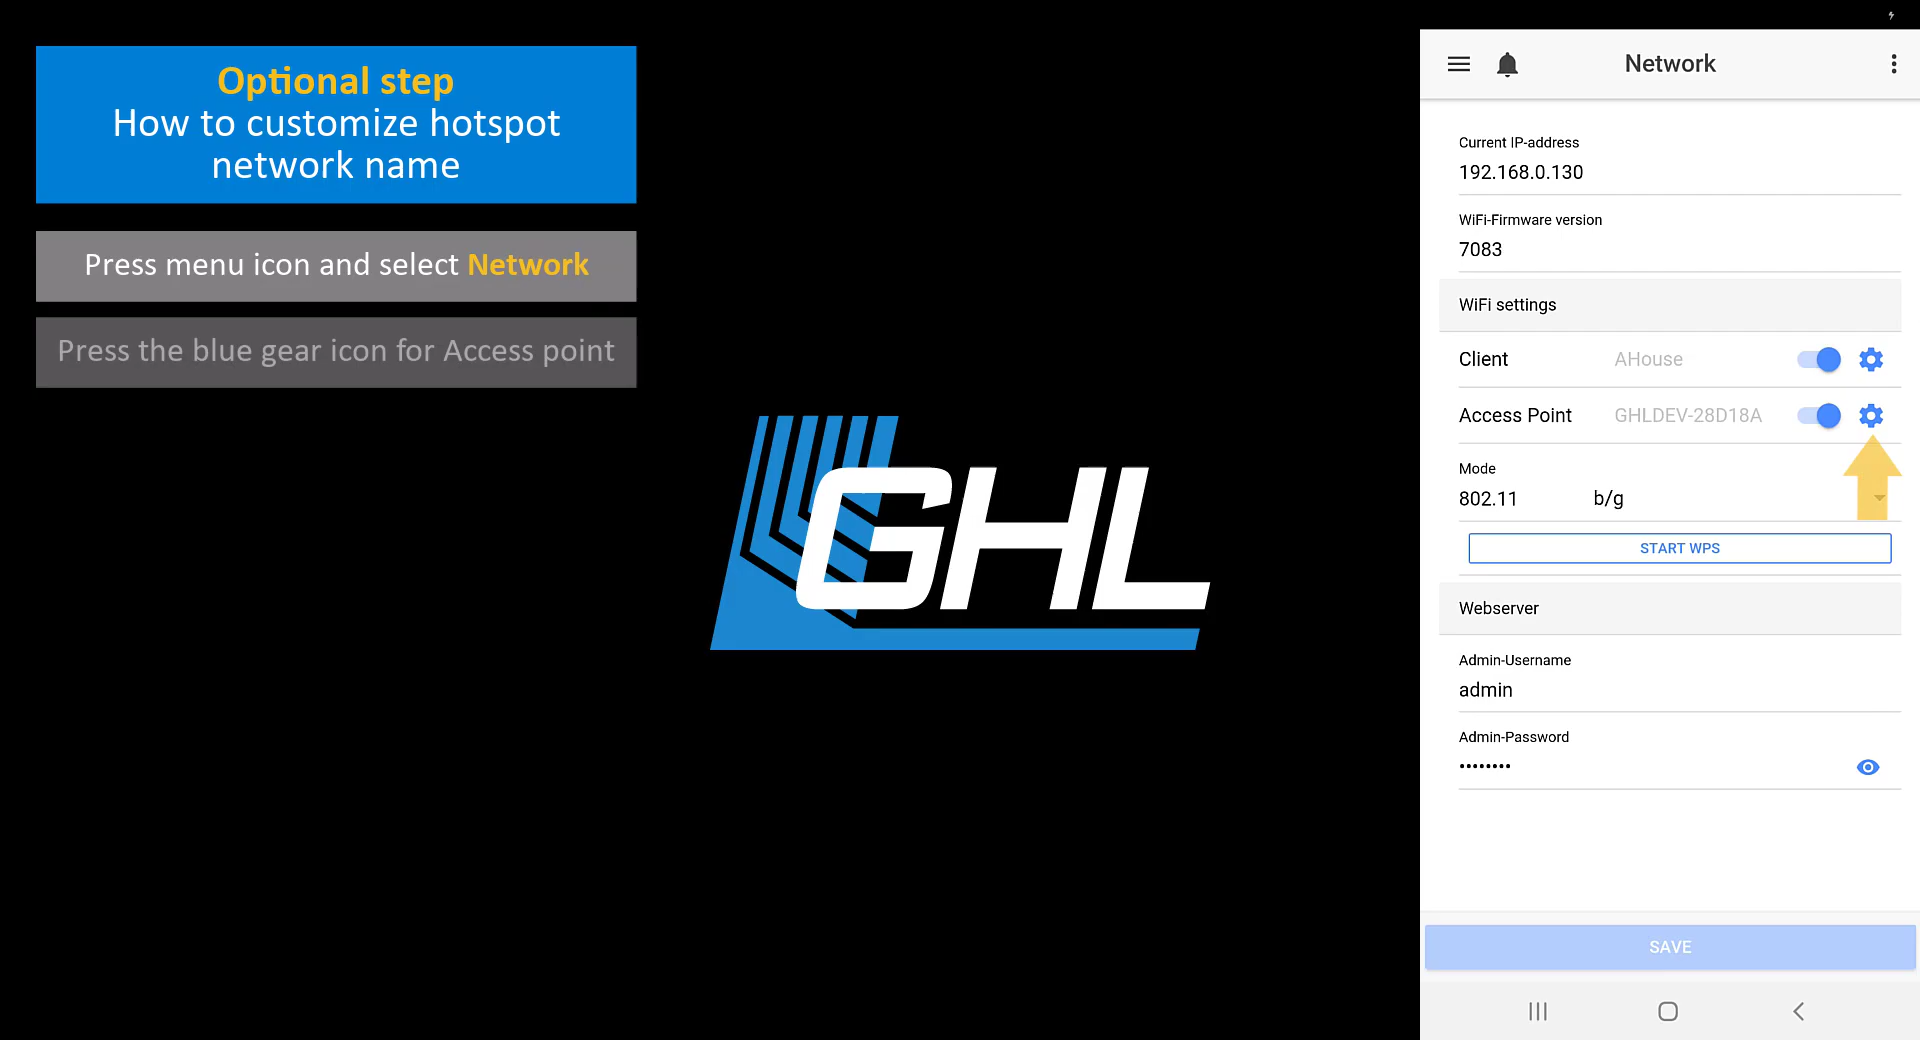 Optional step
How to customize hotspot
network name
Press menu icon and select Network
Press the blue gear icon for Access point
GHL
Network
Current IP-address
192.168.0.130
WiFi-Firmware version
7083
WiFi settings
Client AHouse
Access Point GHLDEV-28D18A
Mode
802.11 b/g
START WPS
Webserver
Admin-Username
admin
Admin-Password
••••••••
SAVE